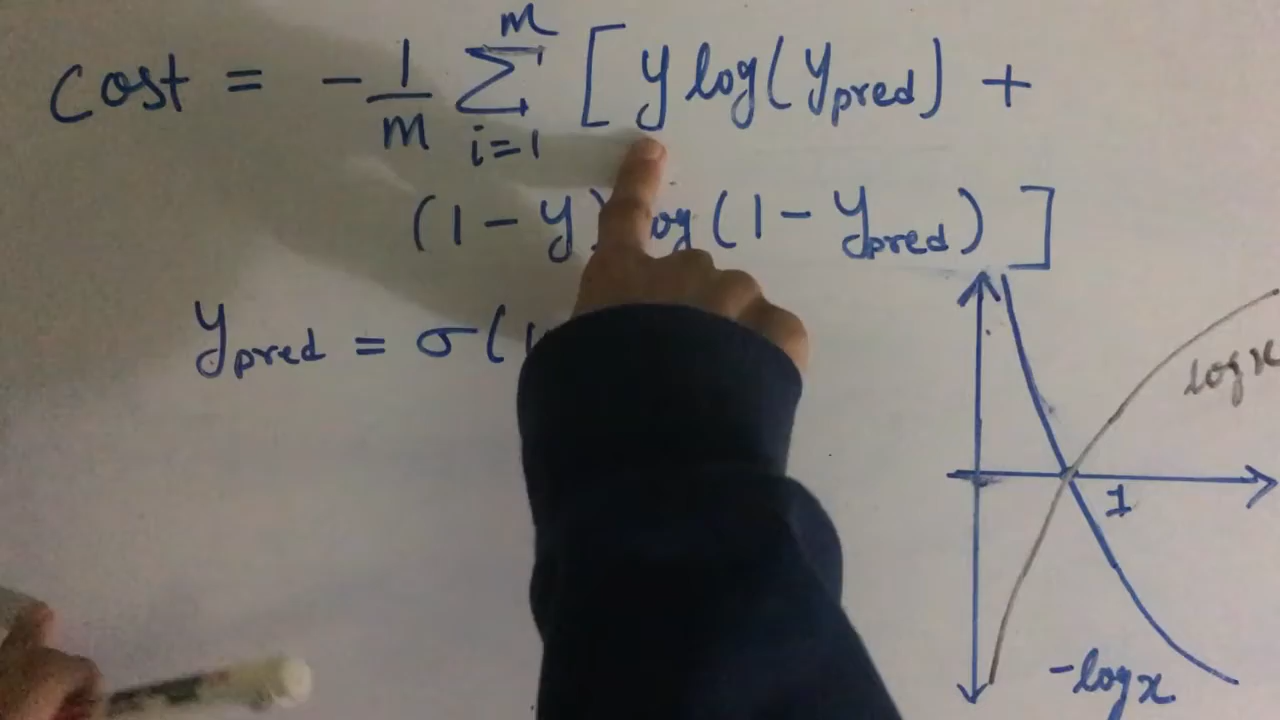 Cost = - 1/m Σ_{i=1}^{m} [ y log(y_pred) +
(1 - y) log(1 - y_pred) ]
y_pred = σ(
log x
1
-log x